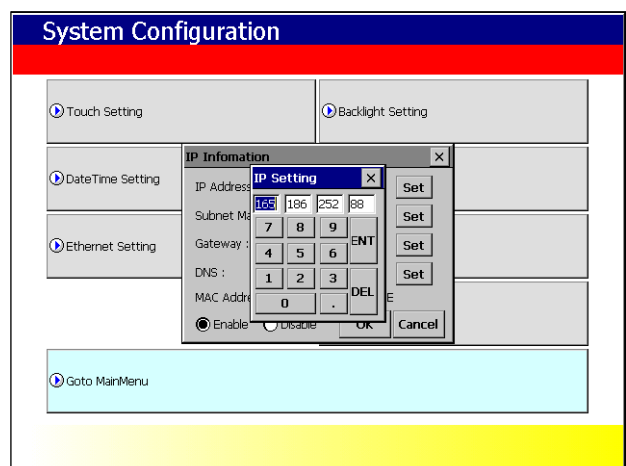 System Configuration
Touch Setting
Backlight Setting
DateTime Setting
Ethernet Setting
IP Infomation
IP Address
Set
Subnet Ma
Set
Gateway :
Set
DNS :
Set
MAC Addre
E
Enable
Disable
OK
Cancel
IP Setting
165 186 252 88
7 8 9
ENT
4 5 6
1 2 3
DEL
0 .
Goto MainMenu